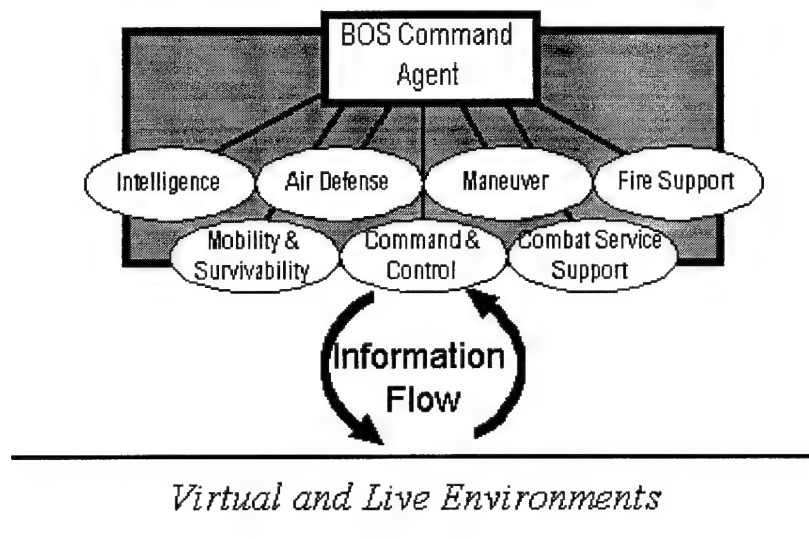 BOS Command
Agent
Intelligence
Air Defense
Maneuver
Fire Support
Mobility &
Survivability
Command &
Control
Combat Service
Support
Information
Flow
Virtual and Live Environments